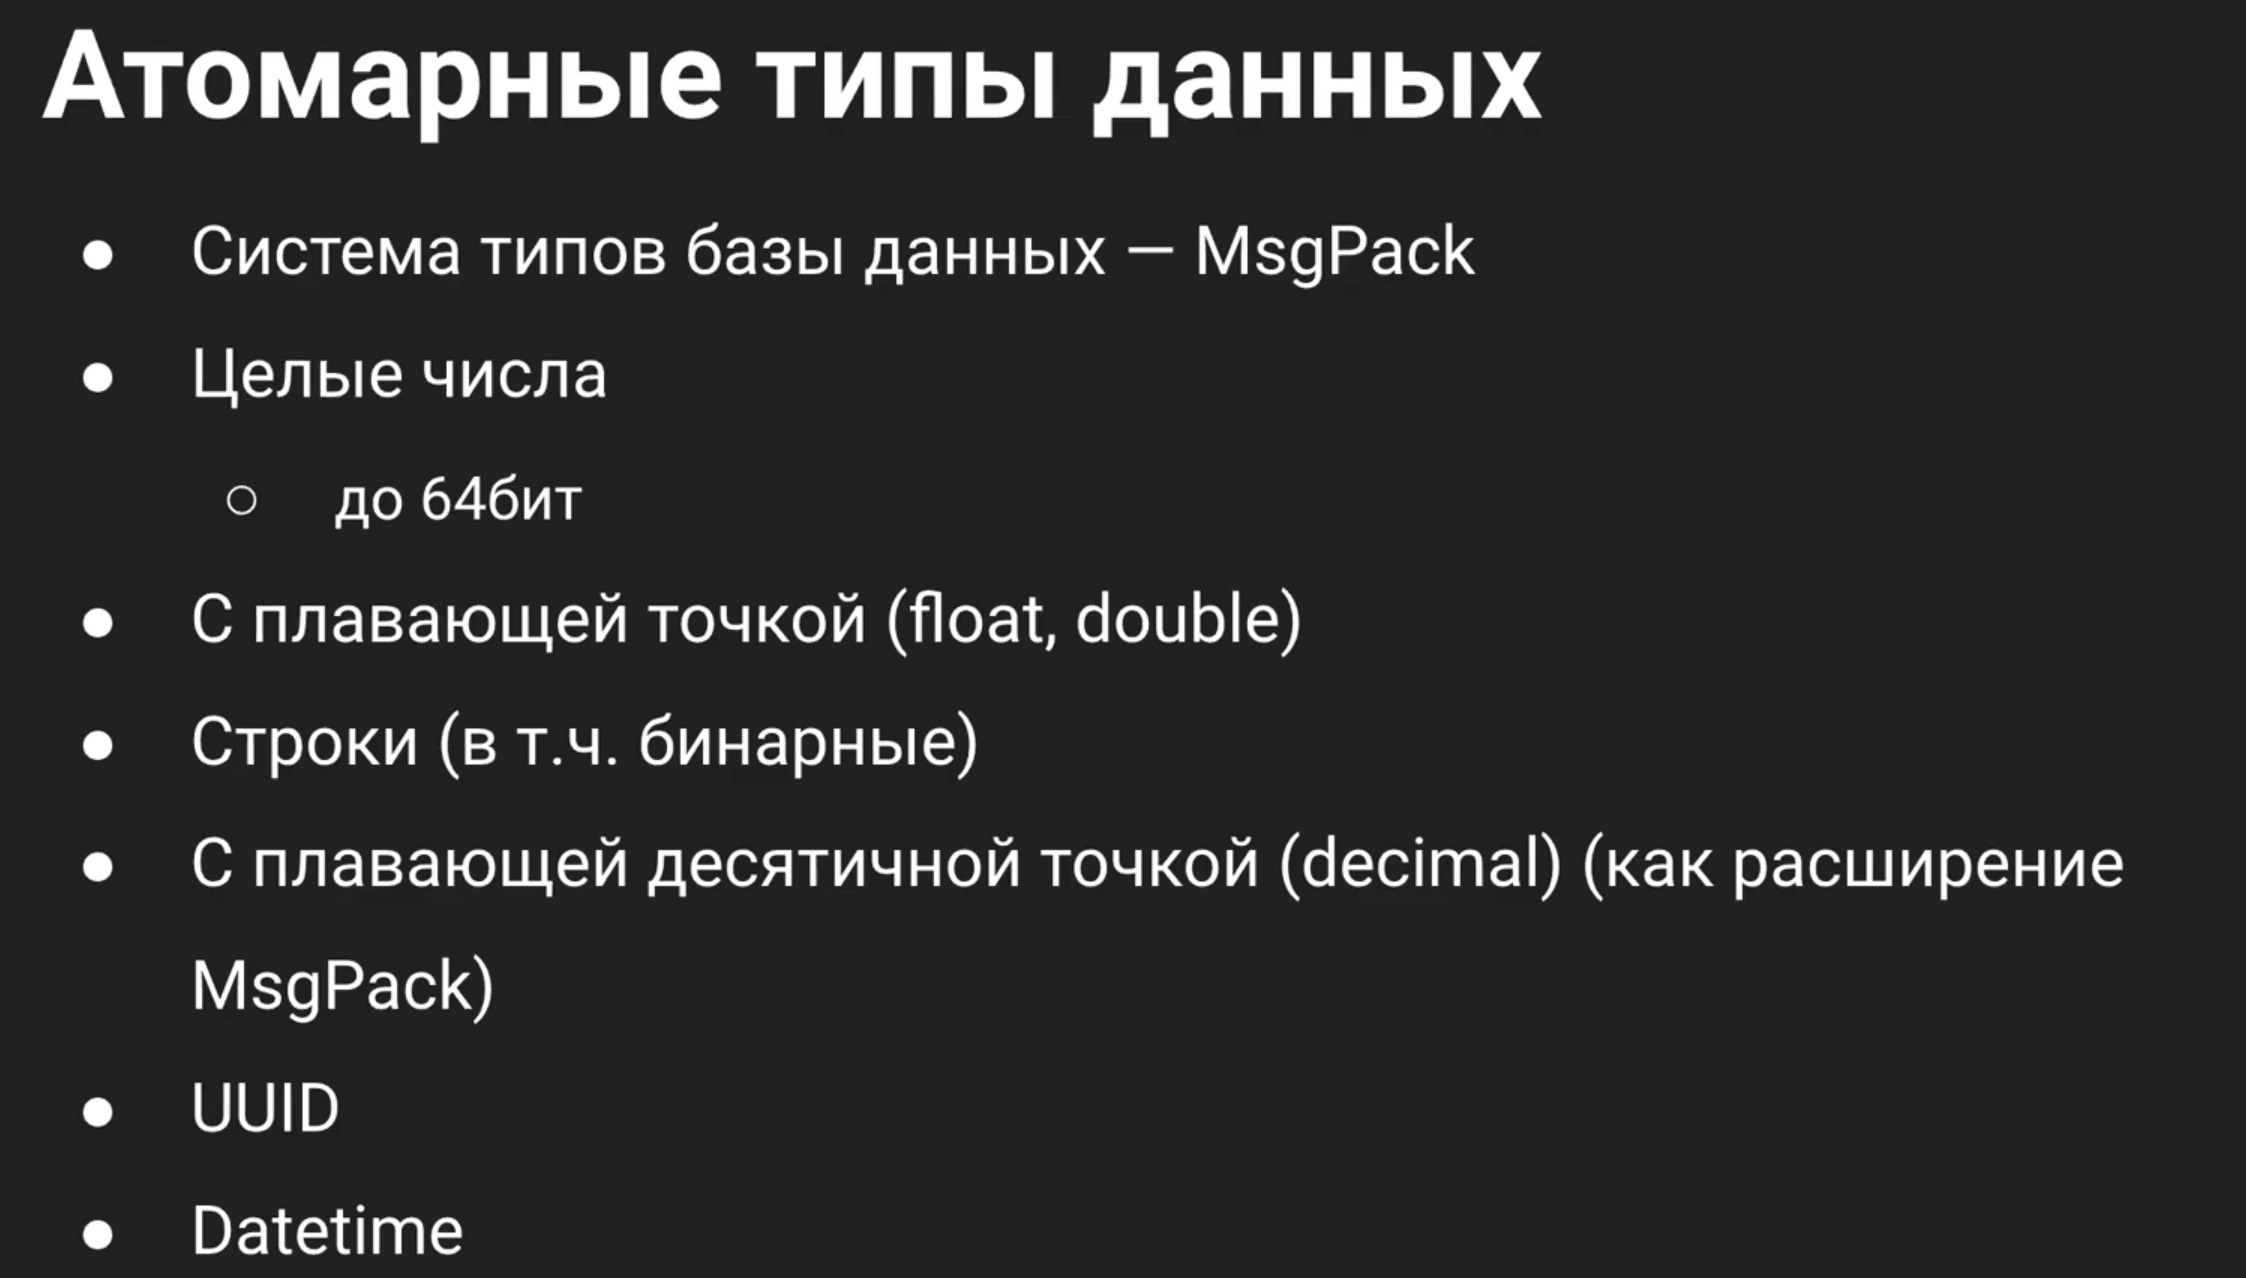 Атомарные типы данных
● Система типов базы данных — MsgPack
● Целые числа
○ до 64бит
● С плавающей точкой (float, double)
● Строки (в т.ч. бинарные)
● С плавающей десятичной точкой (decimal) (как расширение
MsgPack)
● UUID
● Datetime